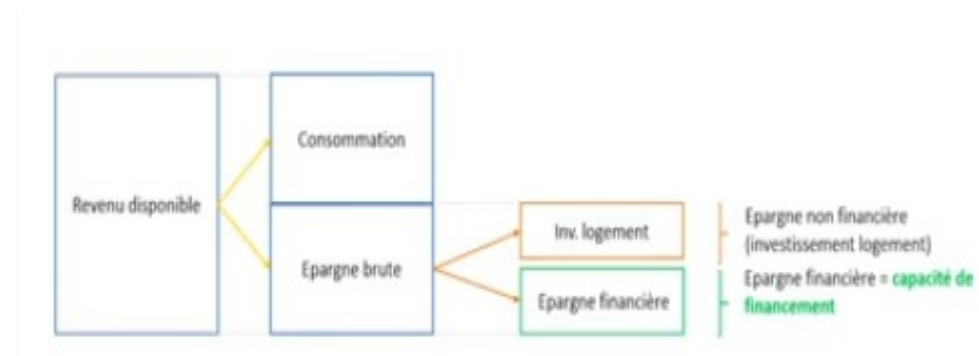 Revenu disponible
Consommation
Epargne brute
Inv. logement
Epargne financière
Epargne non financière
(investissement logement)
Epargne financière = capacité de
financement